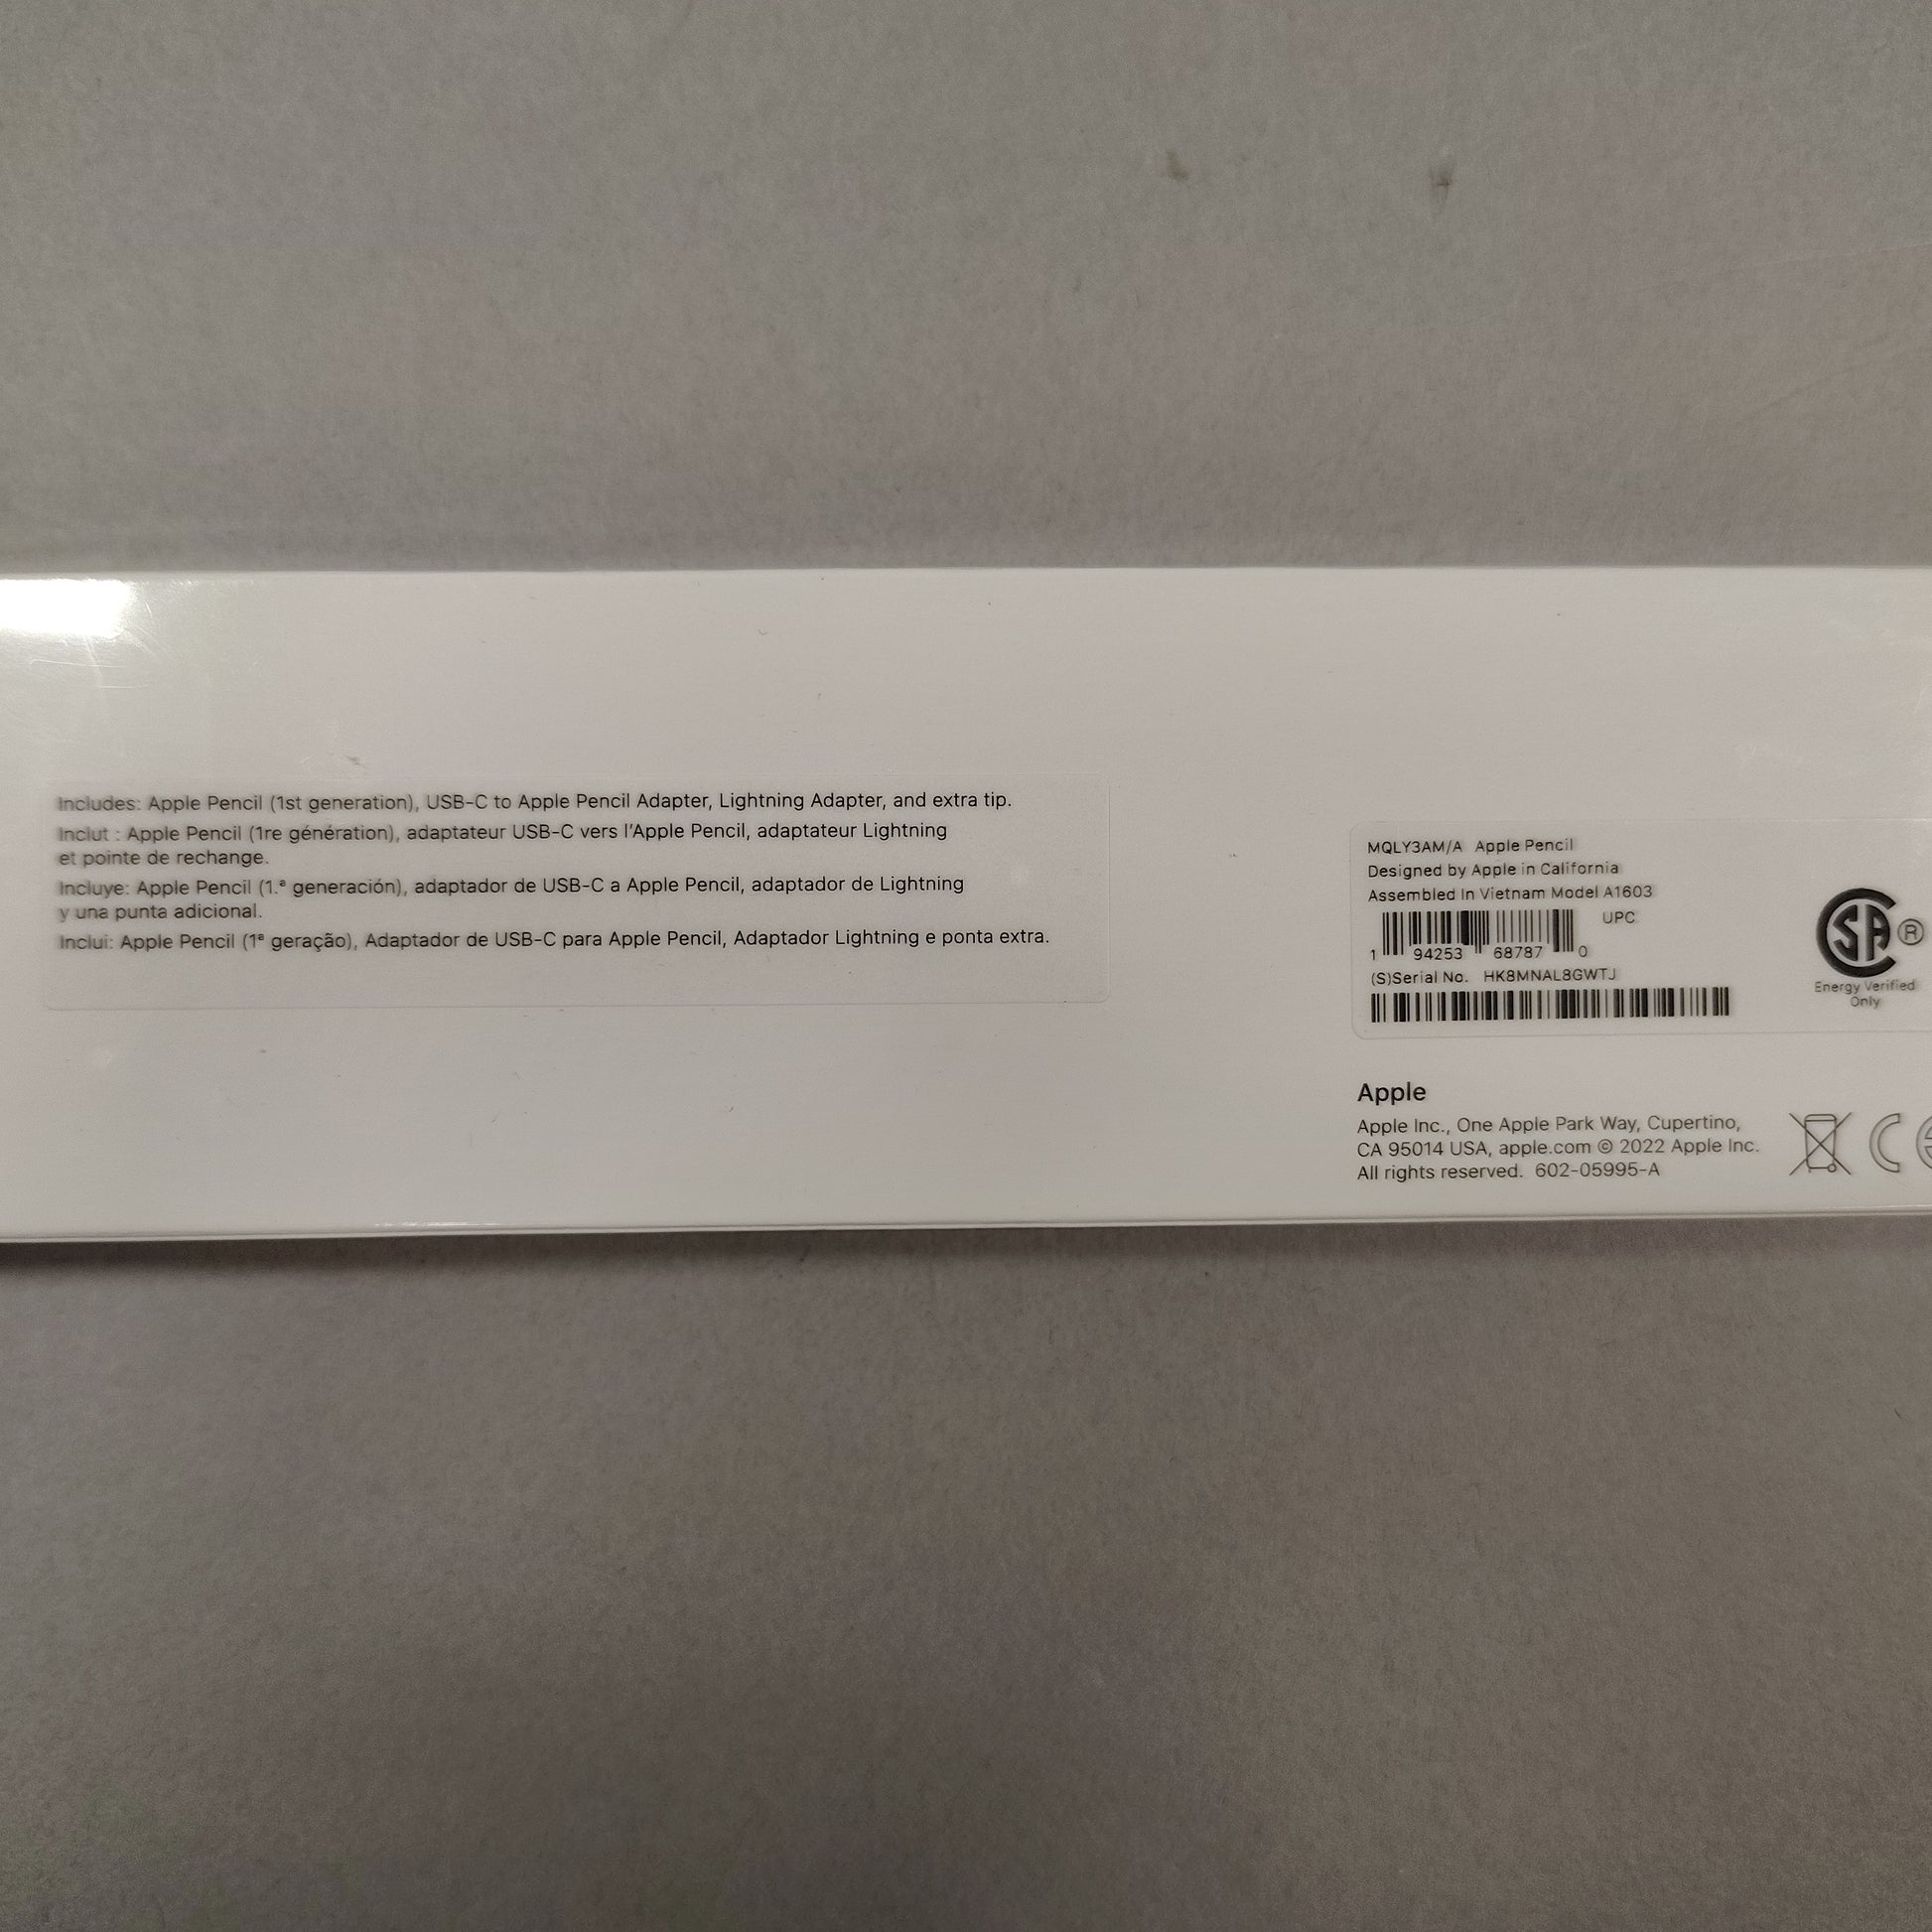 Includes: Apple Pencil (1st generation), USB-C to Apple Pencil Adapter, Lightning Adapter, and extra tip.
Inclut : Apple Pencil (1re génération), adaptateur USB-C vers l'Apple Pencil, adaptateur Lightning
et pointe de rechange.
Incluye: Apple Pencil (1.ª generación), adaptador de USB-C a Apple Pencil, adaptador de Lightning
y una punta adicional.
Inclui: Apple Pencil (1ª geração), Adaptador de USB-C para Apple Pencil, Adaptador Lightning e ponta extra.
MQLY3AM/A Apple Pencil
Designed by Apple in California
Assembled In Vietnam Model A1603
UPC
1 94253 68787 0
(S)Serial No. HK8MNAL8GWTJ
SA ®
Energy Verified
Only
Apple
Apple Inc., One Apple Park Way, Cupertino,
CA 95014 USA, apple.com © 2022 Apple Inc.
All rights reserved. 602-05995-A
CE